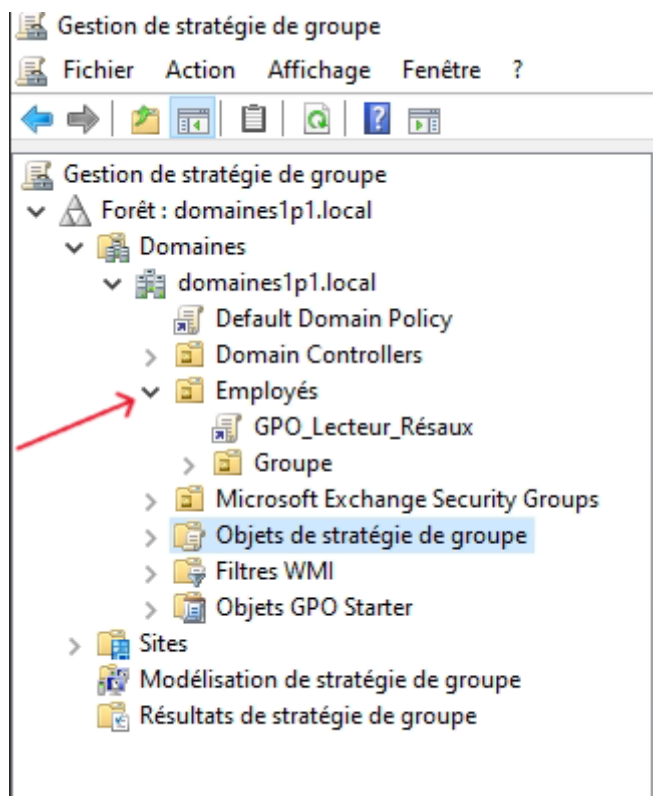 Gestion de stratégie de groupe
Fichier Action Affichage Fenêtre ?
Gestion de stratégie de groupe
Forêt : domaines1p1.local
Domaines
domaines1p1.local
Default Domain Policy
Domain Controllers
Employés
GPO_Lecteur_Résaux
Groupe
Microsoft Exchange Security Groups
Objets de stratégie de groupe
Filtres WMI
Objets GPO Starter
Sites
Modélisation de stratégie de groupe
Résultats de stratégie de groupe